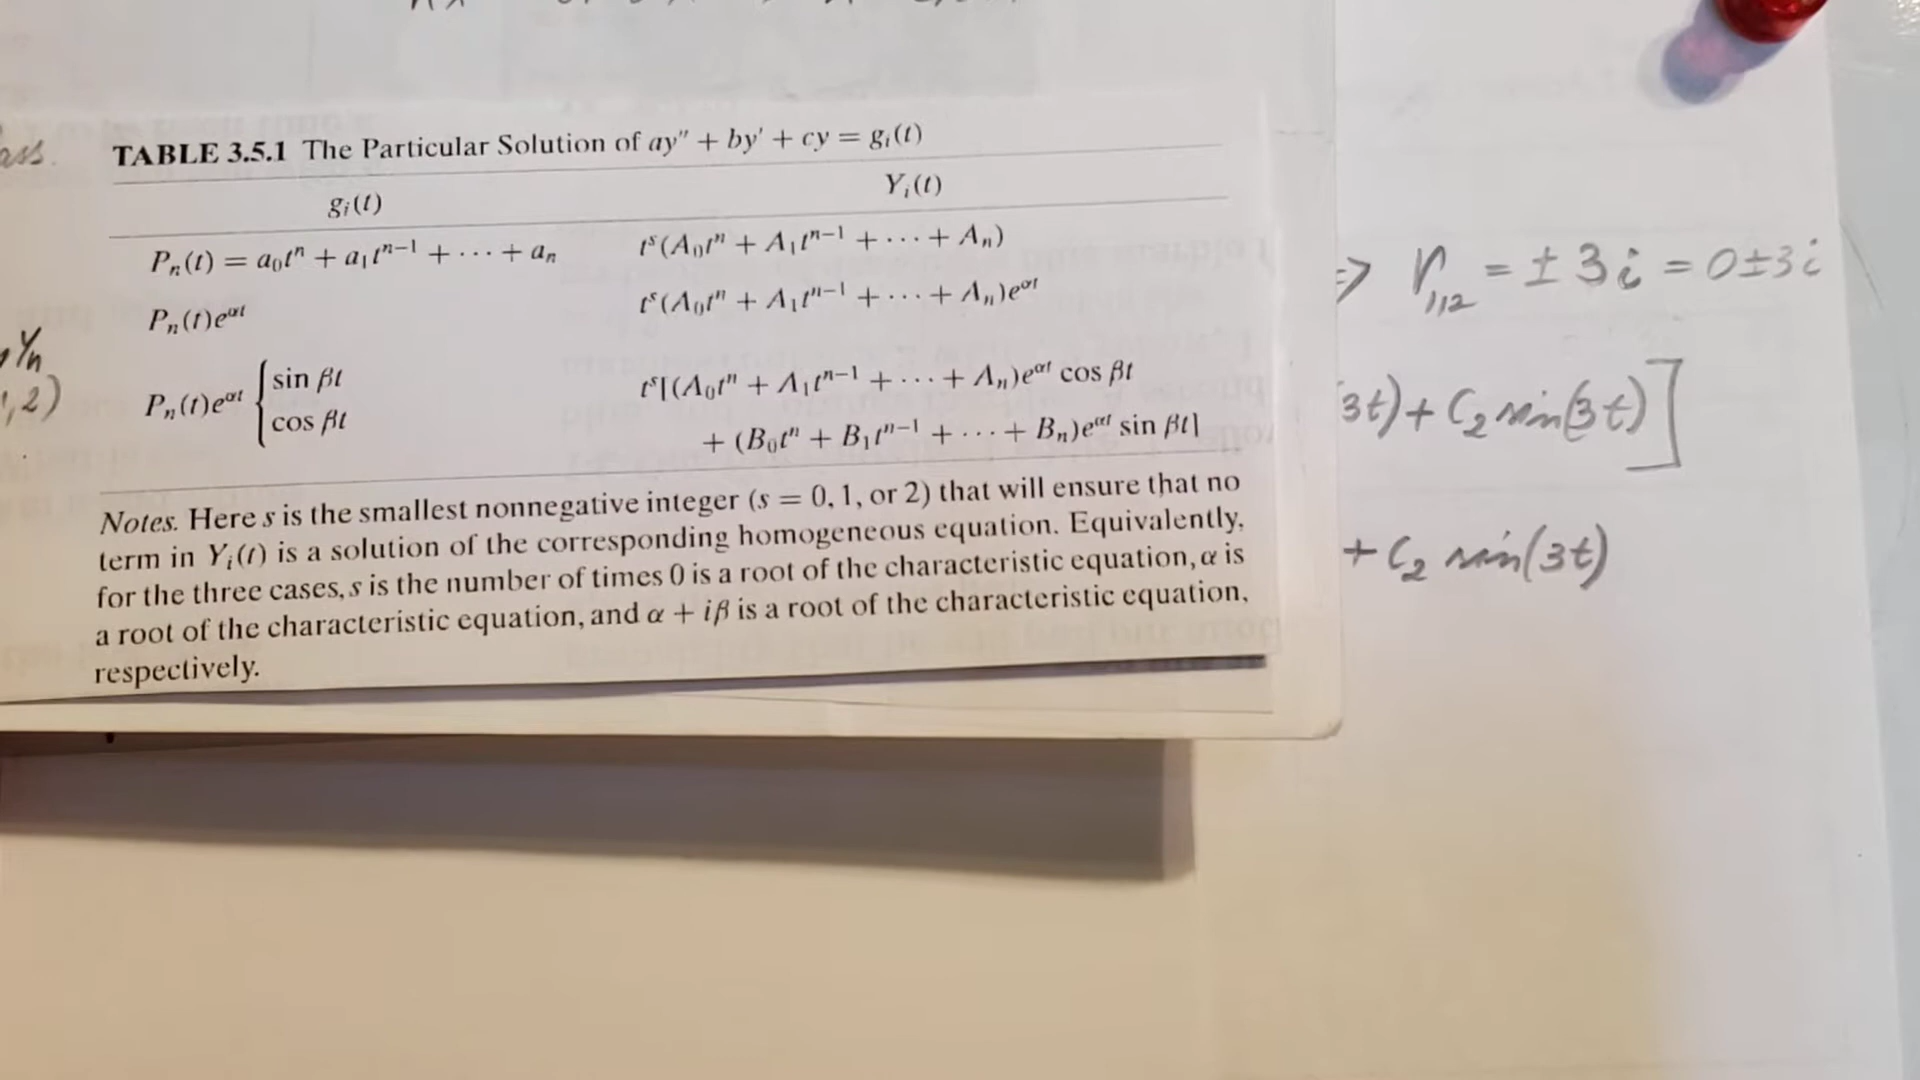 TABLE 3.5.1 The Particular Solution of ay″ + by′ + cy = gᵢ(t)
gᵢ(t) Yᵢ(t)
Pₙ(t) = a₀tⁿ + a₁tⁿ⁻¹ + ··· + aₙ tˢ(A₀tⁿ + A₁tⁿ⁻¹ + ··· + Aₙ)
Pₙ(t)e^αt tˢ(A₀tⁿ + A₁tⁿ⁻¹ + ··· + Aₙ)e^αt
Pₙ(t)e^αt { sin βt tˢ[(A₀tⁿ + A₁tⁿ⁻¹ + ··· + Aₙ)e^αt cos βt
cos βt + (B₀tⁿ + B₁tⁿ⁻¹ + ··· + Bₙ)e^αt sin βt]
Notes. Here s is the smallest nonnegative integer (s = 0, 1, or 2) that will ensure that no
term in Yᵢ(t) is a solution of the corresponding homogeneous equation. Equivalently,
for the three cases, s is the number of times 0 is a root of the characteristic equation, α is
a root of the characteristic equation, and α + iβ is a root of the characteristic equation,
respectively.
⇒ r₁,₂ = ± 3i = 0±3i
3t) + C₂ sin(3t)]
+ C₂ sin(3t)
,2)